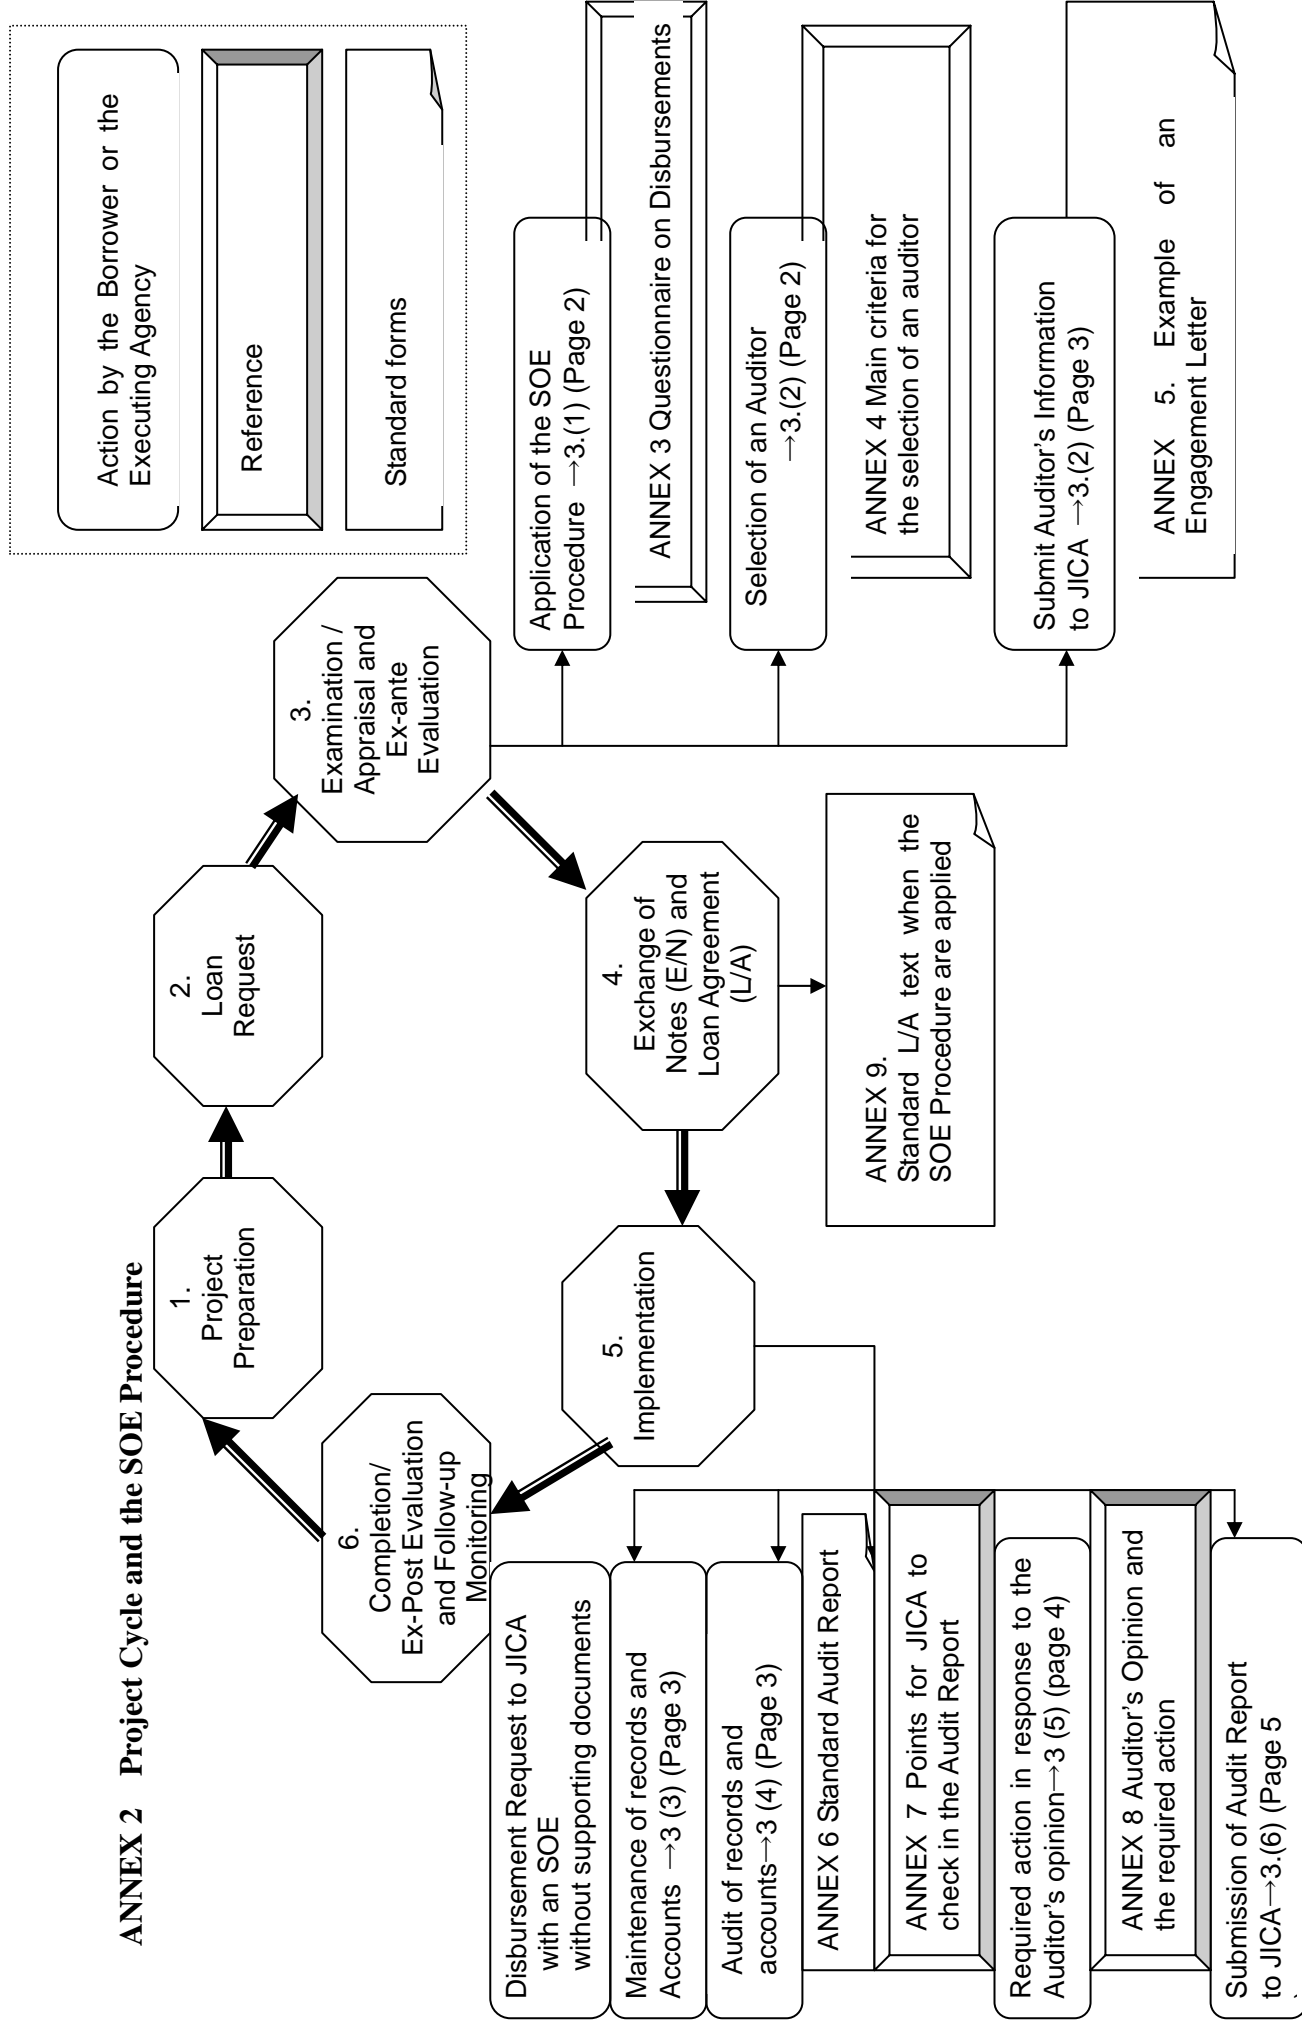 ANNEX 2 Project Cycle and the SOE Procedure
Action by the Borrower or the
Executing Agency
Reference
Standard forms
1.
Project
Preparation
2.
Loan
Request
3.
Examination /
Appraisal and
Ex-ante
Evaluation
4.
Exchange of
Notes (E/N) and
Loan Agreement
(L/A)
5.
Implementation
6.
Completion/
Ex-Post Evaluation
and Follow-up
Monitoring
Application of the SOE
Procedure →3.(1) (Page 2)
ANNEX 3 Questionnaire on Disbursements
Selection of an Auditor
→3.(2) (Page 2)
ANNEX 4 Main criteria for
the selection of an auditor
Submit Auditor's Information
to JICA →3.(2) (Page 3)
ANNEX 5. Example of an
Engagement Letter
ANNEX 9.
Standard L/A text when the
SOE Procedure are applied
Disbursement Request to JICA
with an SOE
without supporting documents
Maintenance of records and
Accounts →3 (3) (Page 3)
Audit of records and
accounts→3 (4) (Page 3)
ANNEX 6 Standard Audit Report
ANNEX 7 Points for JICA to
check in the Audit Report
Required action in response to the
Auditor's opinion→3 (5) (page 4)
ANNEX 8 Auditor's Opinion and
the required action
Submission of Audit Report
to JICA→3.(6) (Page 5